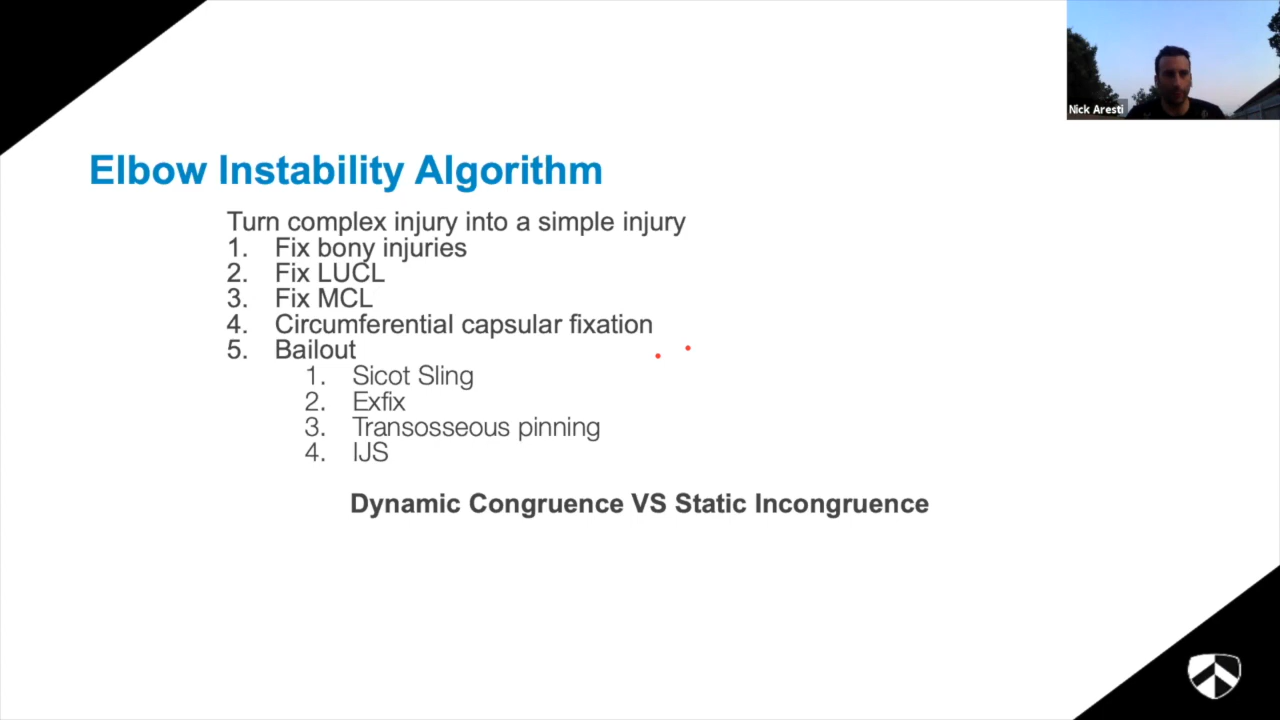 Nick Aresti
Elbow Instability Algorithm
Turn complex injury into a simple injury
1. Fix bony injuries
2. Fix LUCL
3. Fix MCL
4. Circumferential capsular fixation
5. Bailout
1. Sicot Sling
2. Exfix
3. Transosseous pinning
4. IJS
Dynamic Congruence VS Static Incongruence